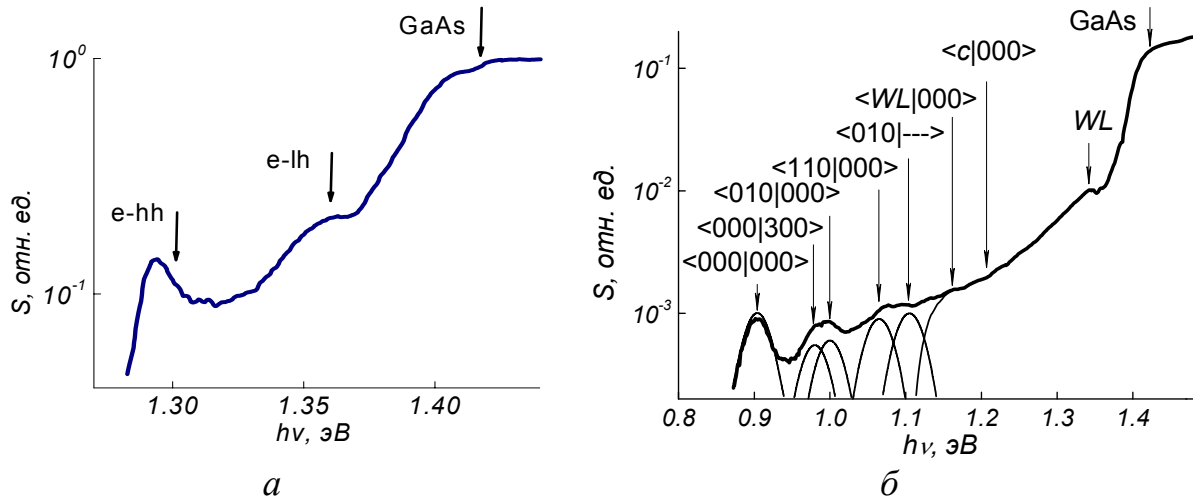 GaAs
e-lh
e-hh
10⁰
10⁻¹
S, отн. ед.
1.30
1.35
1.40
hν, эВ
а
GaAs
<c|000>
<WL|000>
WL
<010|--->
<110|000>
<010|000>
<000|300>
<000|000>
10⁻¹
10⁻²
10⁻³
S, отн. ед.
0.8
0.9
1.0
1.1
1.2
1.3
1.4
hν, эВ
б